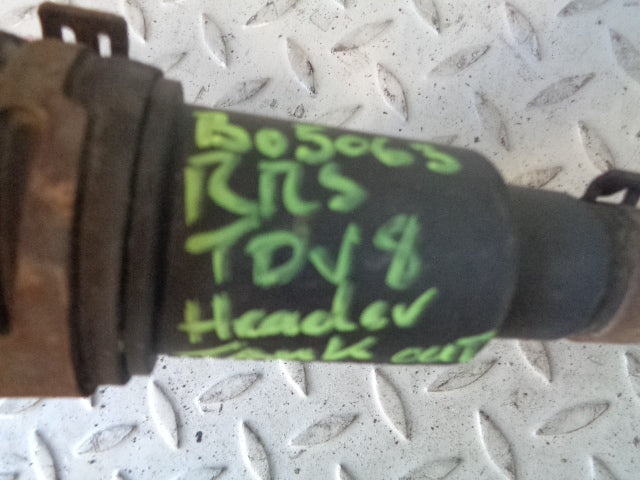 B05063
RRS
TDV8
Header
Tank out